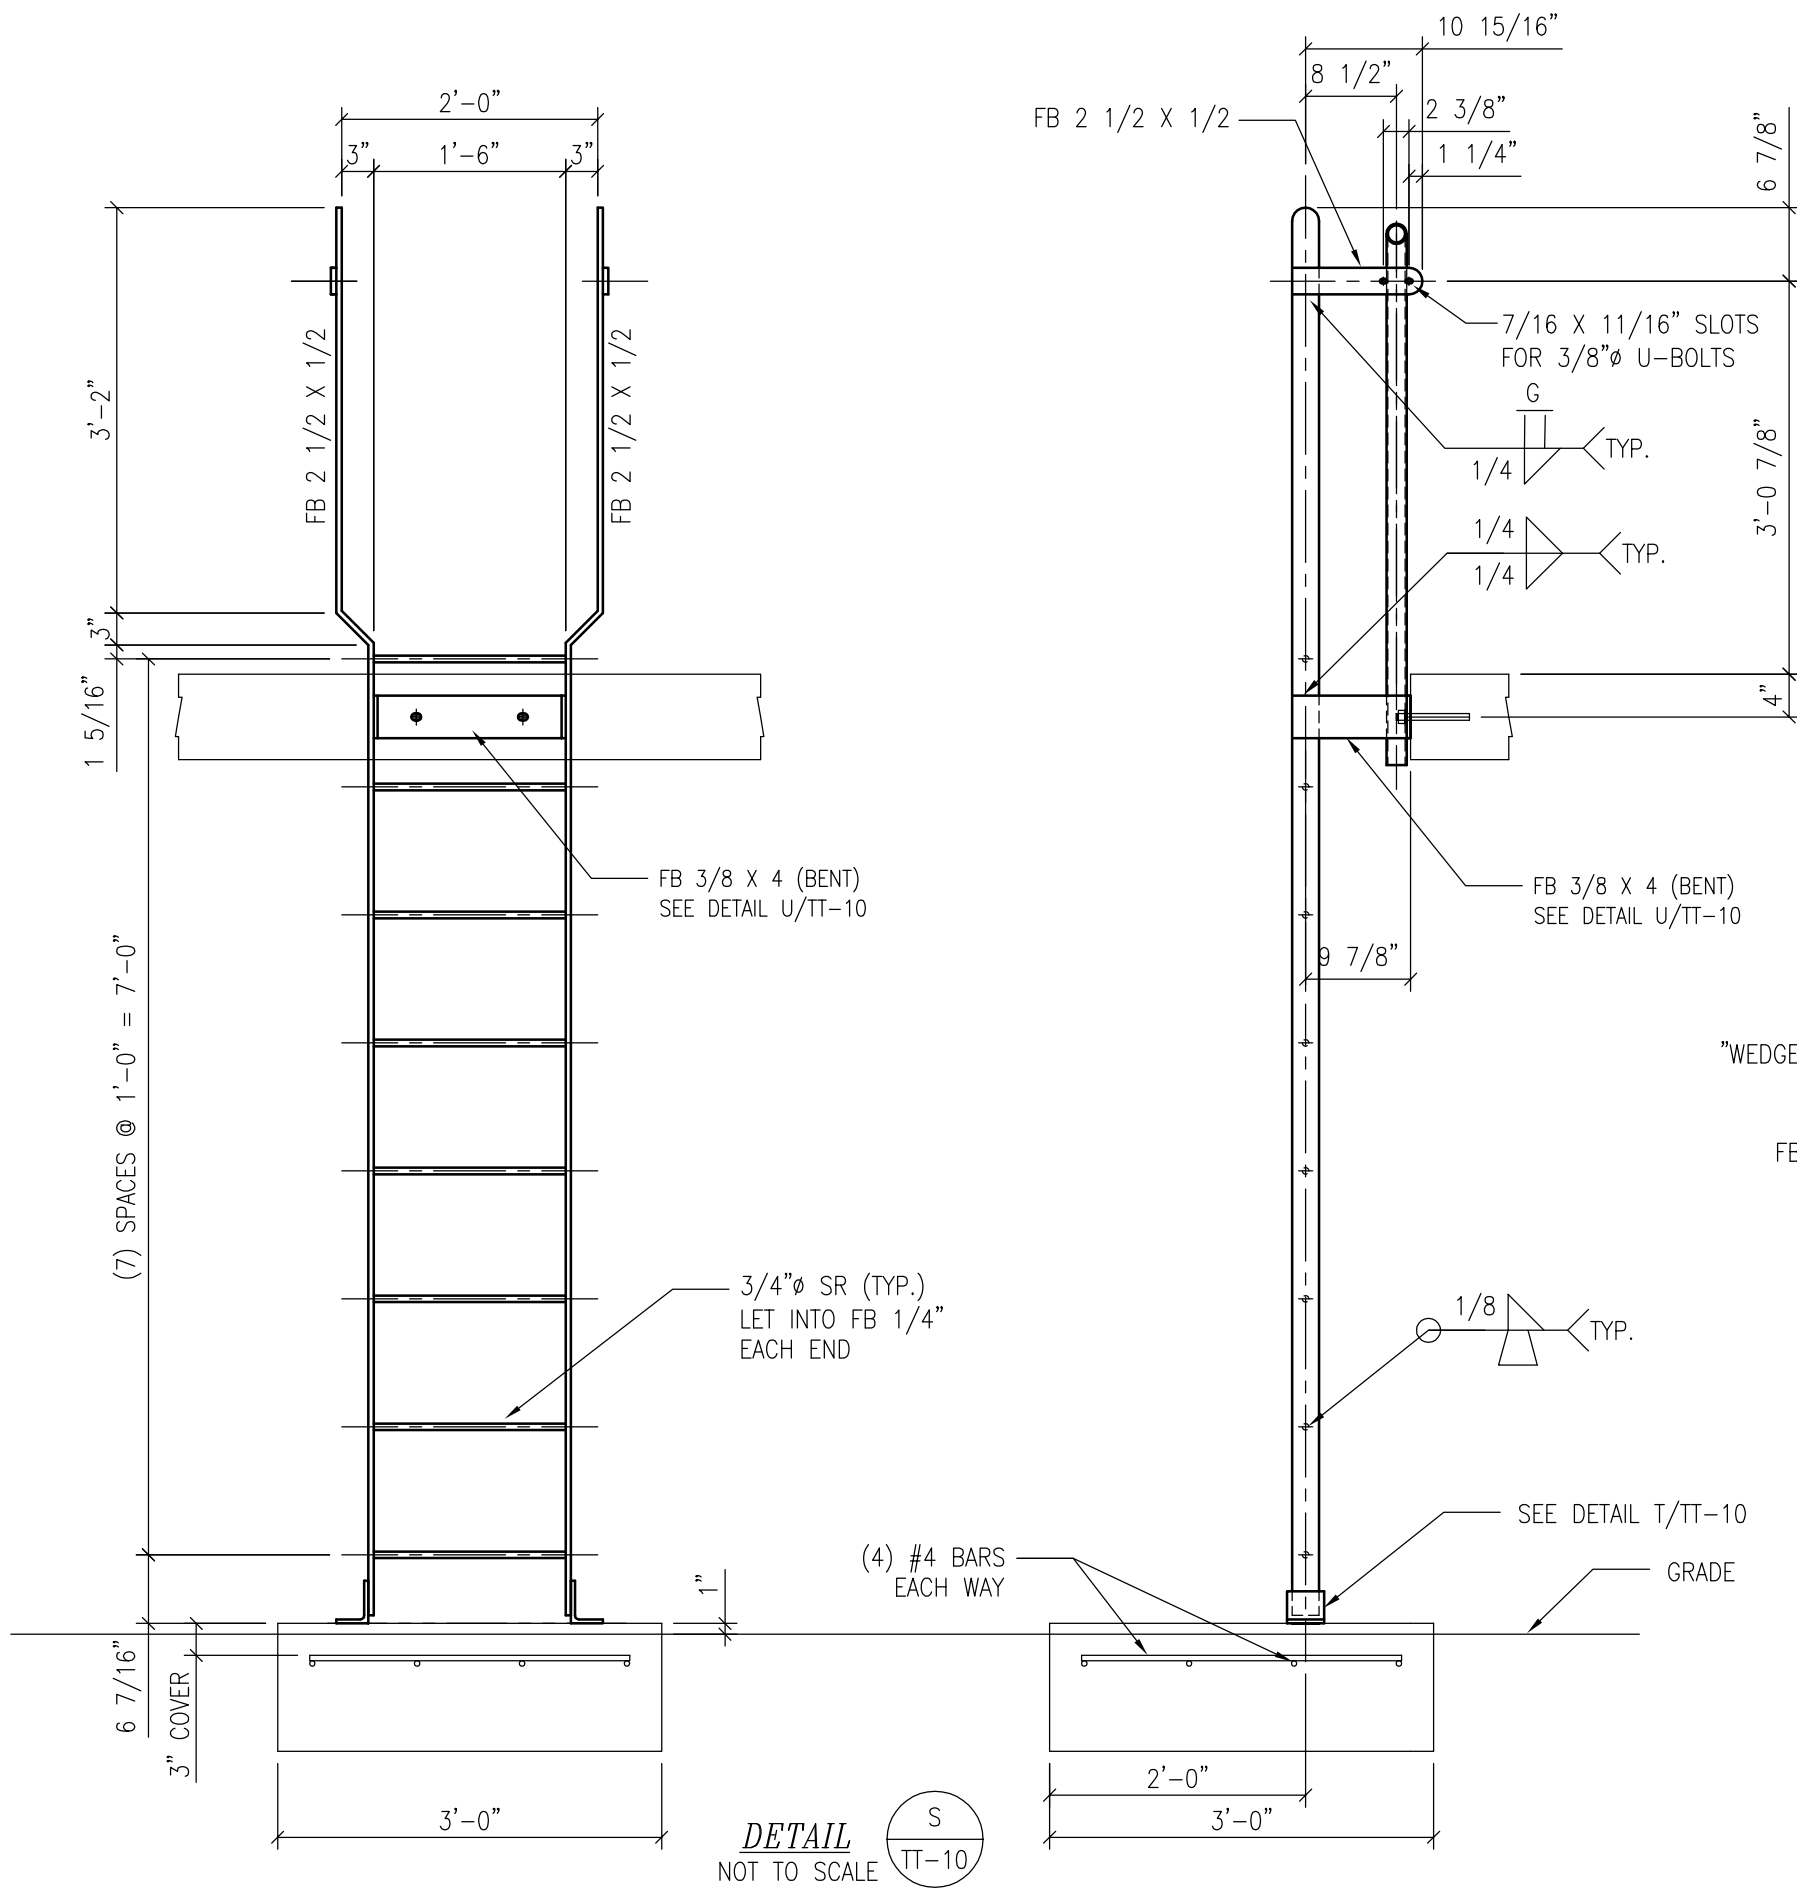 2'-0"
3"
1'-6"
3"
3'-2"
FB 2 1/2 X 1/2
FB 2 1/2 X 1/2
3"
1 5/16"
(7) SPACES @ 1'-0" = 7'-0"
FB 3/8 X 4 (BENT)
SEE DETAIL U/TT-10
3/4"ø SR (TYP.)
LET INTO FB 1/4"
EACH END
6 7/16"
3" COVER
1"
3'-0"
(4) #4 BARS
EACH WAY
DETAIL
NOT TO SCALE
S
TT-10
10 15/16"
8 1/2"
2 3/8"
1 1/4"
FB 2 1/2 X 1/2
6 7/8"
7/16 X 11/16" SLOTS
FOR 3/8"ø U-BOLTS
G
1/4
TYP.
1/4
1/4
TYP.
3'-0 7/8"
4"
FB 3/8 X 4 (BENT)
SEE DETAIL U/TT-10
9 7/8"
"WEDGE
FB
1/8
TYP.
SEE DETAIL T/TT-10
GRADE
2'-0"
3'-0"